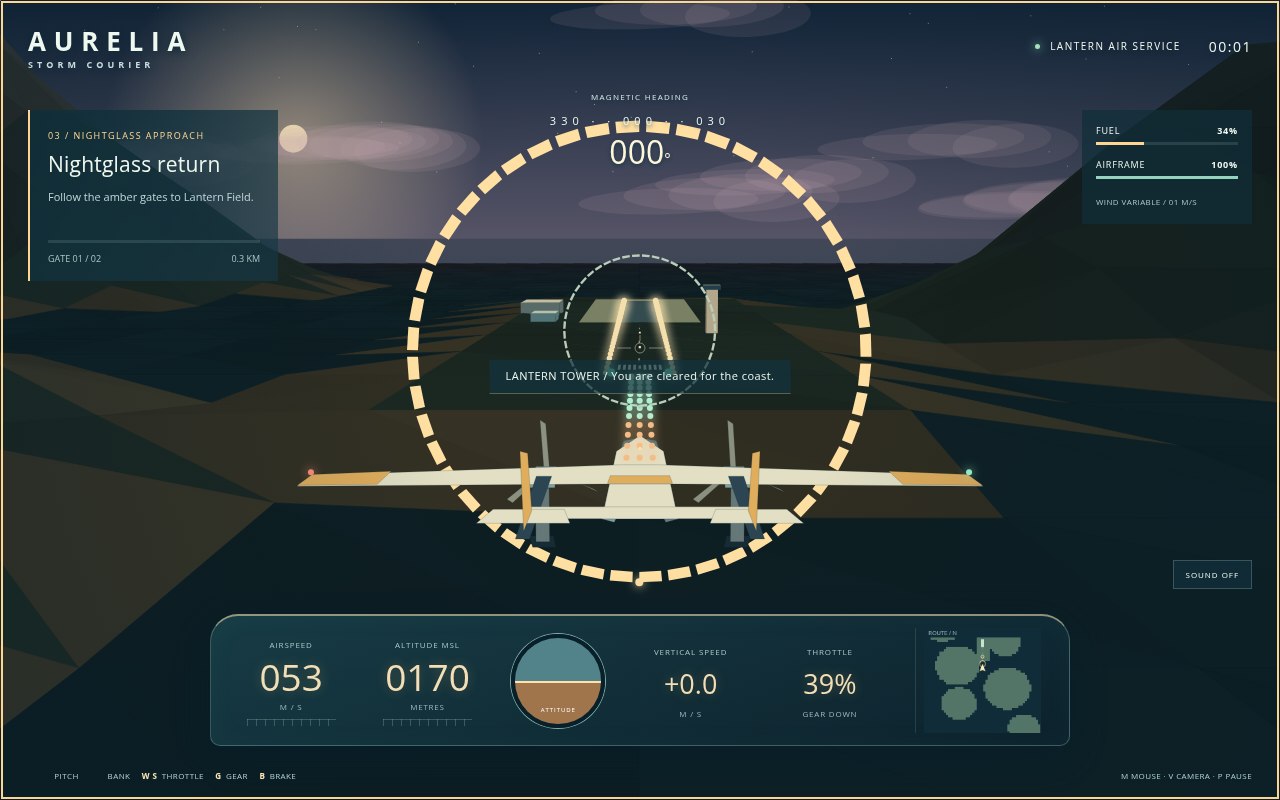 AURELIA
STORM COURIER
LANTERN AIR SERVICE 00:01
MAGNETIC HEADING
330 · · 000 · · 030
000°
03 / NIGHTGLASS APPROACH
Nightglass return
Follow the amber gates to Lantern Field.
GATE 01 / 02 0.3 KM
FUEL 34%
AIRFRAME 100%
WIND VARIABLE / 01 M/S
LANTERN TOWER / You are cleared for the coast.
SOUND OFF
AIRSPEED
053
M / S
ALTITUDE MSL
0170
METRES
ATTITUDE
VERTICAL SPEED
+0.0
M / S
THROTTLE
39%
GEAR DOWN
ROUTE / N
PITCH BANK W S THROTTLE G GEAR B BRAKE
M MOUSE · V CAMERA · P PAUSE